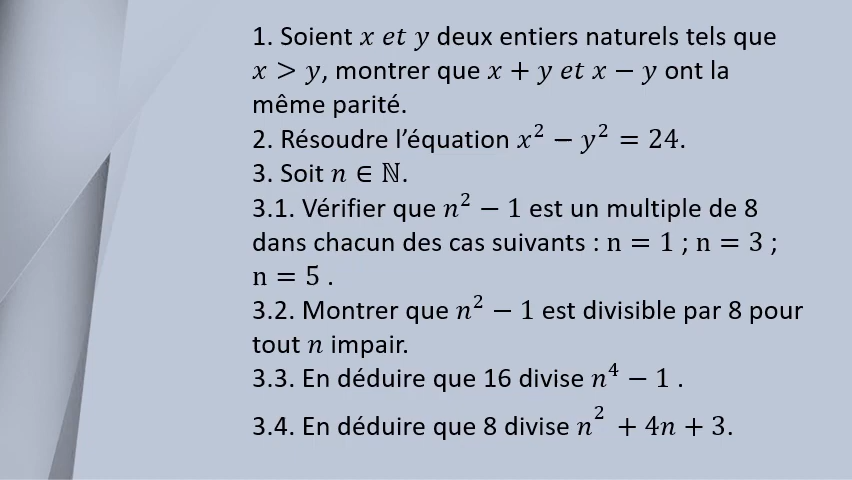 1. Soient x et y deux entiers naturels tels que
x > y, montrer que x + y et x − y ont la
même parité.
2. Résoudre l’équation x² − y² = 24.
3. Soit n ∈ ℕ.
3.1. Vérifier que n² − 1 est un multiple de 8
dans chacun des cas suivants : n = 1 ; n = 3 ;
n = 5 .
3.2. Montrer que n² − 1 est divisible par 8 pour
tout n impair.
3.3. En déduire que 16 divise n⁴ − 1 .
3.4. En déduire que 8 divise n² + 4n + 3.